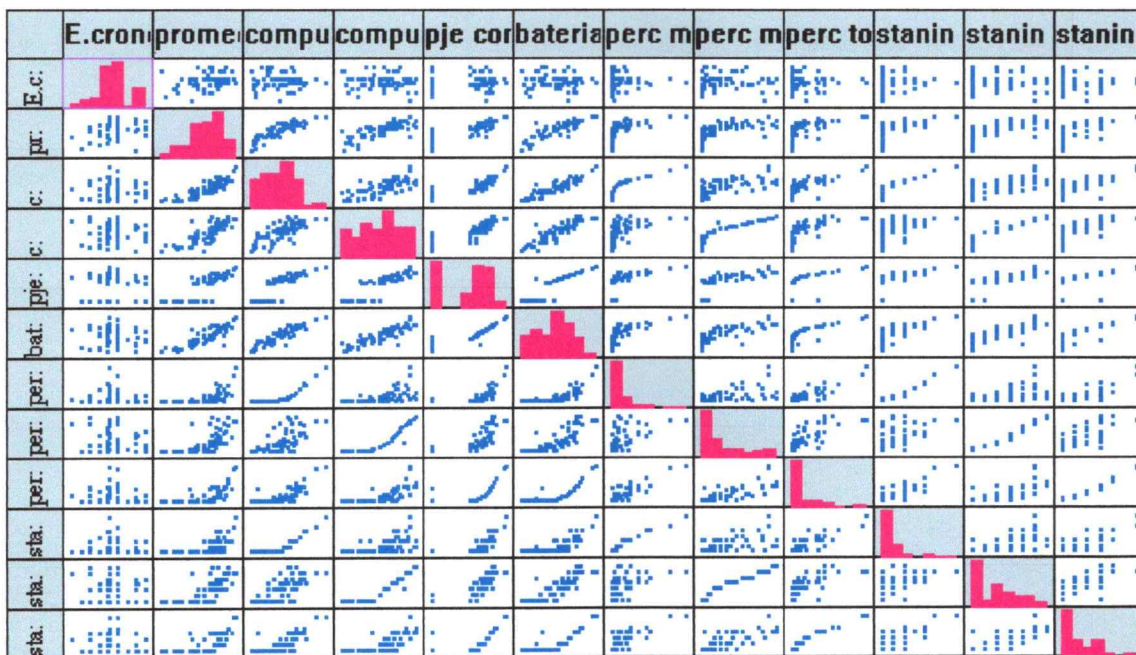 E.cron promed compu compu pje cor bateria perc m perc m perc to stanin stanin stanin
E.c:
pr:
c:
c:
pje:
bat:
per:
per:
per:
sta:
sta:
sta: